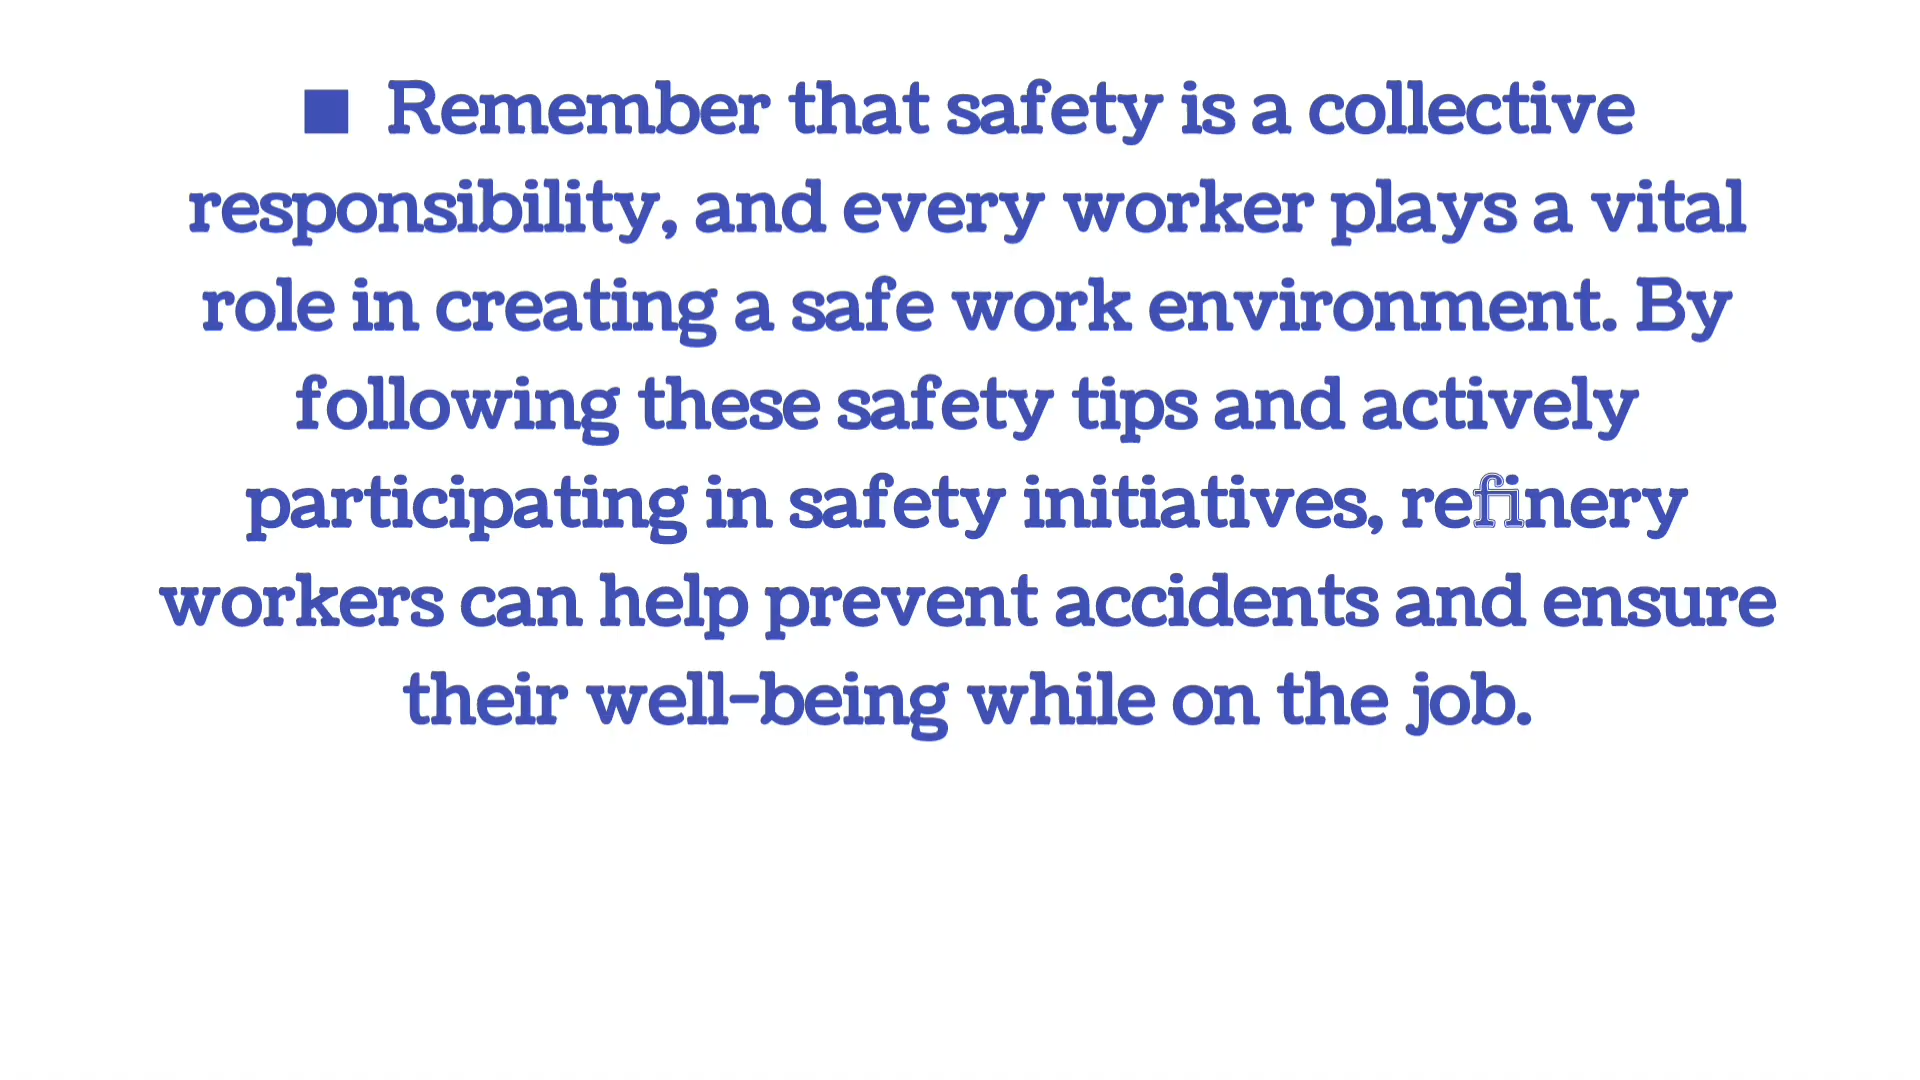 ■ Remember that safety is a collective
responsibility, and every worker plays a vital
role in creating a safe work environment. By
following these safety tips and actively
participating in safety initiatives, refinery
workers can help prevent accidents and ensure
their well-being while on the job.